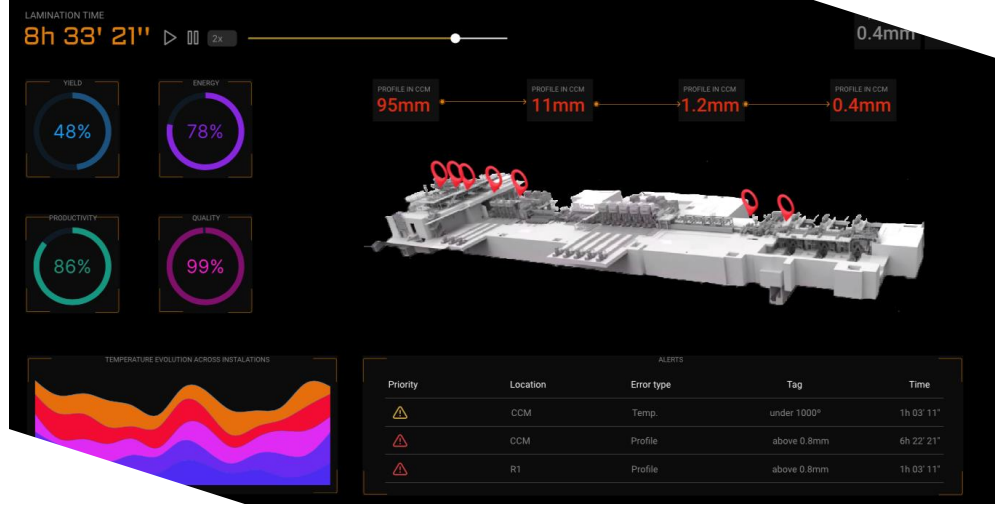 LAMINATION TIME
8h 33' 21''
2x
0.4mm
YIELD
48%
ENERGY
78%
PROFILE IN CCM
95mm
PROFILE IN CCM
11mm
PROFILE IN CCM
1.2mm
PROFILE IN CCM
0.4mm
PRODUCTIVITY
86%
QUALITY
99%
TEMPERATURE EVOLUTION ACROSS INSTALATIONS
ALERTS
Priority Location Error type Tag Time
CCM Temp. under 1000º 1h 03' 11"
CCM Profile above 0.8mm 6h 22' 21"
R1 Profile above 0.8mm 1h 03' 11"